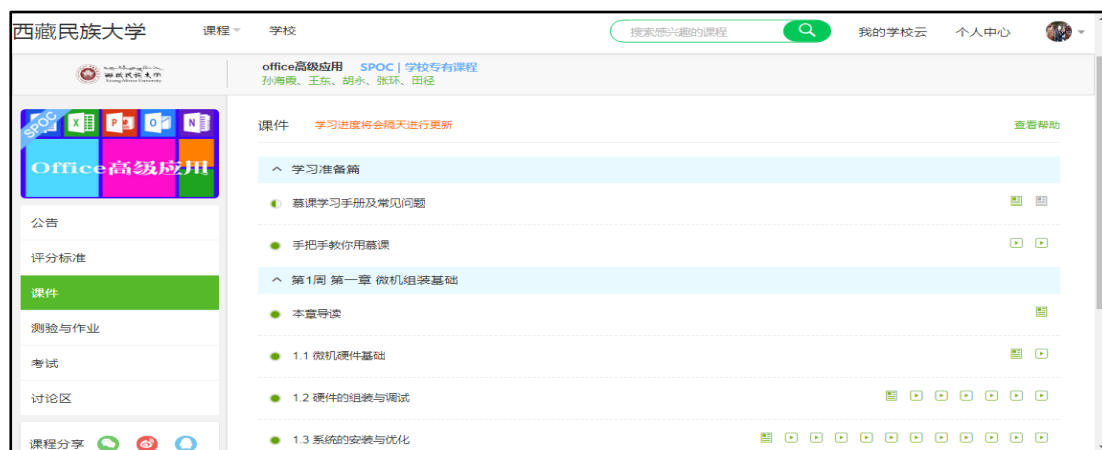 西藏民族大学
课程
学校
搜索感兴趣的课程
我的学校云
个人中心
西藏民族大学
Xizang Minzu University
office高级应用 SPOC | 学校专有课程
孙海霞、王东、胡永、张环、田径
SPOC
Office高级应用
公告
评分标准
课件
测验与作业
考试
讨论区
课程分享
课件 学习进度将会隔天进行更新 查看帮助
学习准备篇
慕课学习手册及常见问题
手把手教你用慕课
第1周 第一章 微机组装基础
本章导读
1.1 微机硬件基础
1.2 硬件的组装与调试
1.3 系统的安装与优化